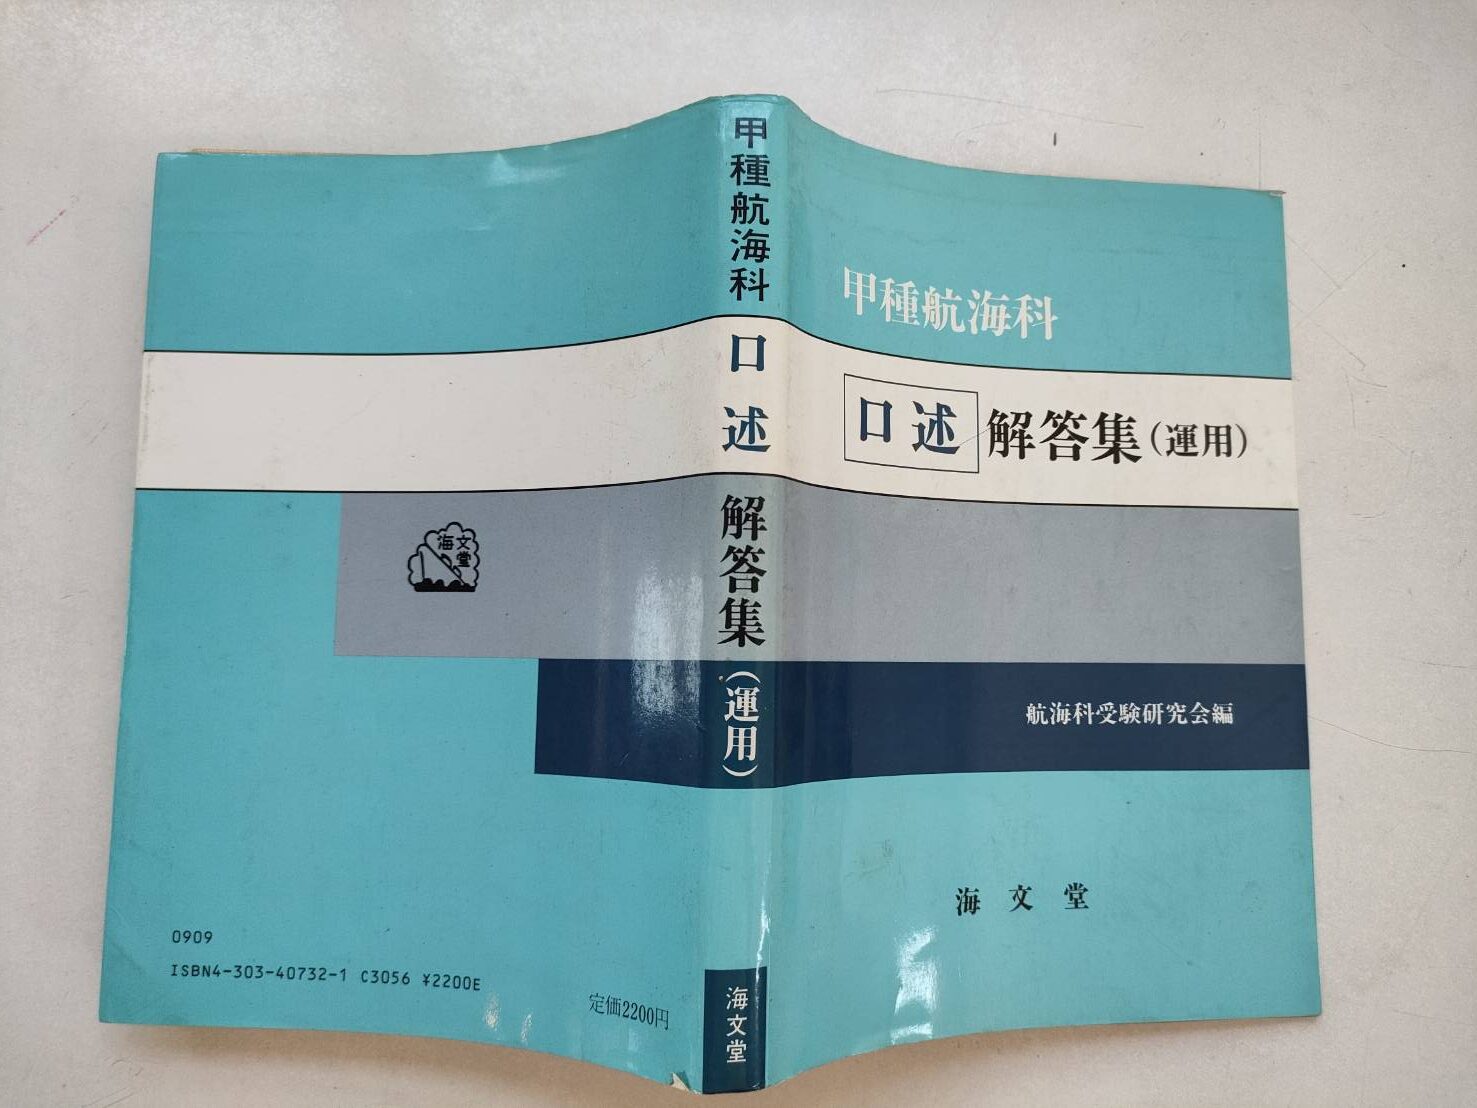 甲種航海科
口述 解答集(運用)
航海科受験研究会編
海文堂
甲種航海科
口述
解答集
(運用)
海文堂
海文堂
0909
ISBN4-303-40732-1 C3056 ¥2200E
定価2200円